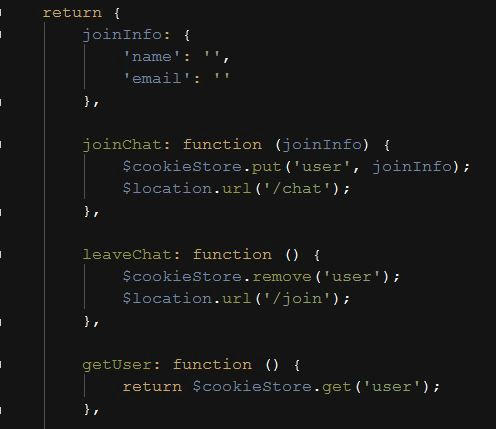 return {
    joinInfo: {
        'name': '',
        'email': ''
    },

    joinChat: function (joinInfo) {
        $cookieStore.put('user', joinInfo);
        $location.url('/chat');
    },

    leaveChat: function () {
        $cookieStore.remove('user');
        $location.url('/join');
    },

    getUser: function () {
        return $cookieStore.get('user');
    },